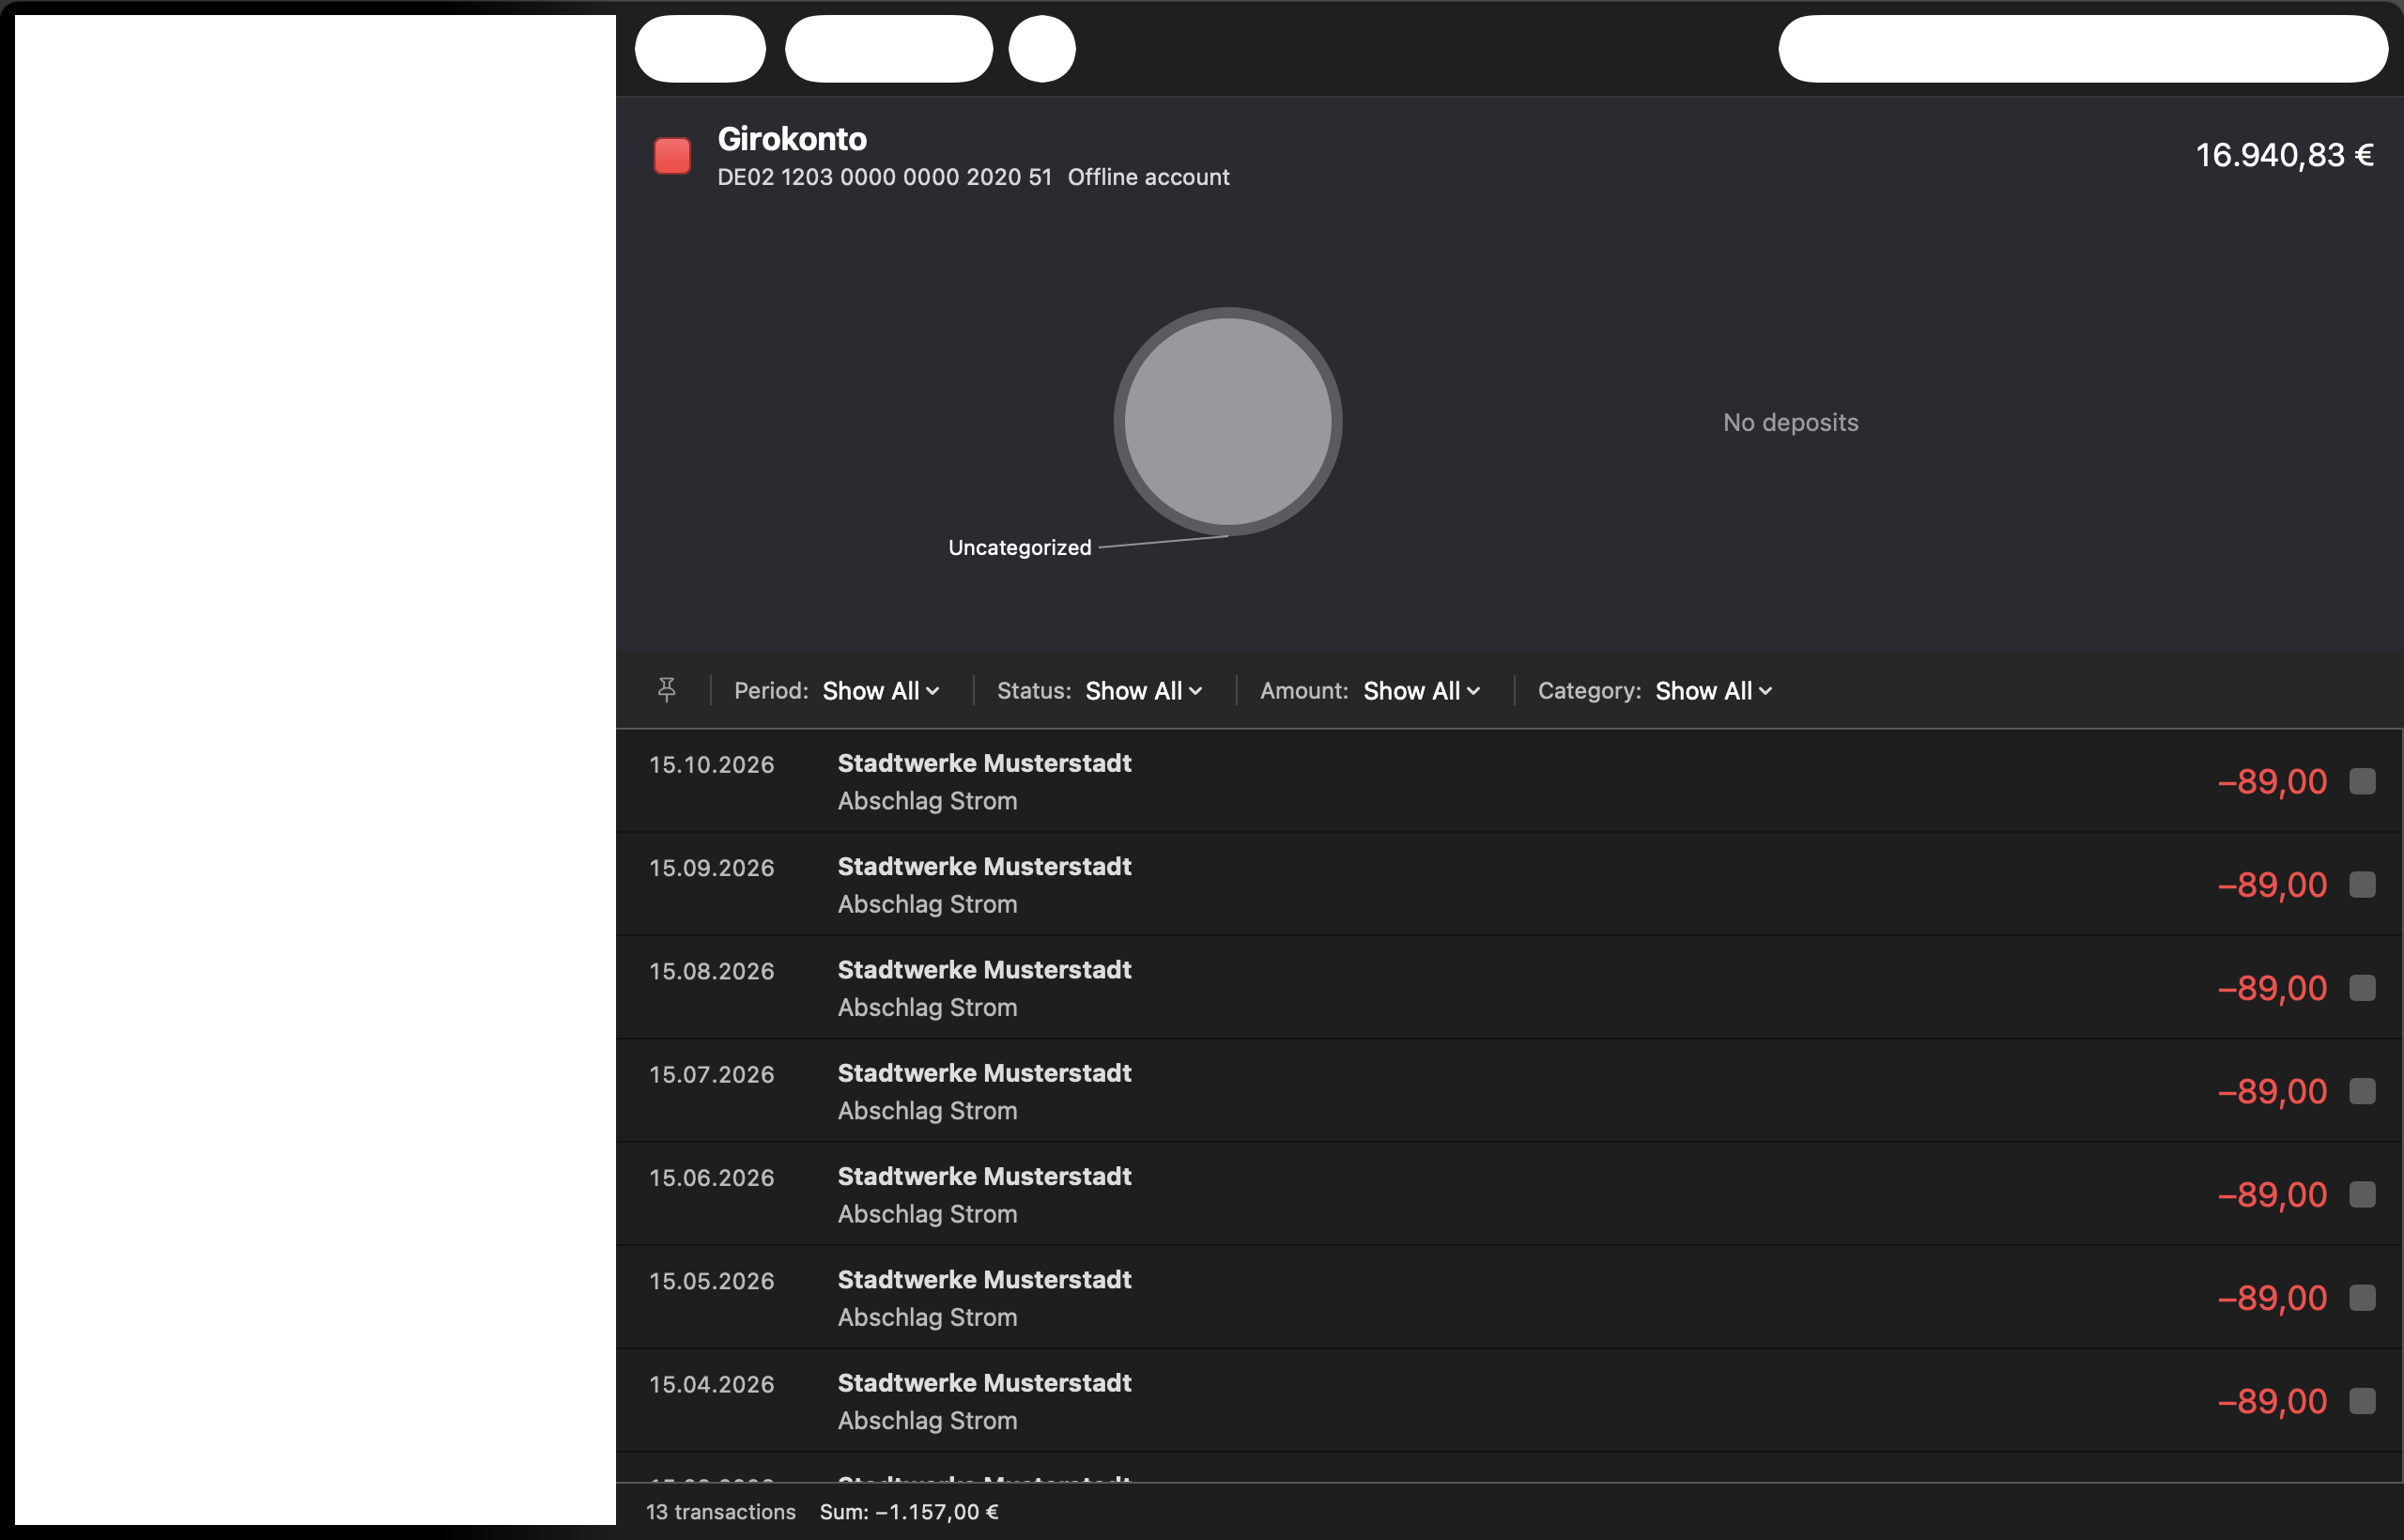 Girokonto
16.940,83 €
DE02 1203 0000 0000 2020 51 Offline account
No deposits
Uncategorized
Period: Show All Status: Show All Amount: Show All Category: Show All
15.10.2026 Stadtwerke Musterstadt
Abschlag Strom
–89,00
15.09.2026 Stadtwerke Musterstadt
Abschlag Strom
–89,00
15.08.2026 Stadtwerke Musterstadt
Abschlag Strom
–89,00
15.07.2026 Stadtwerke Musterstadt
Abschlag Strom
–89,00
15.06.2026 Stadtwerke Musterstadt
Abschlag Strom
–89,00
15.05.2026 Stadtwerke Musterstadt
Abschlag Strom
–89,00
15.04.2026 Stadtwerke Musterstadt
Abschlag Strom
–89,00
13 transactions Sum: –1.157,00 €